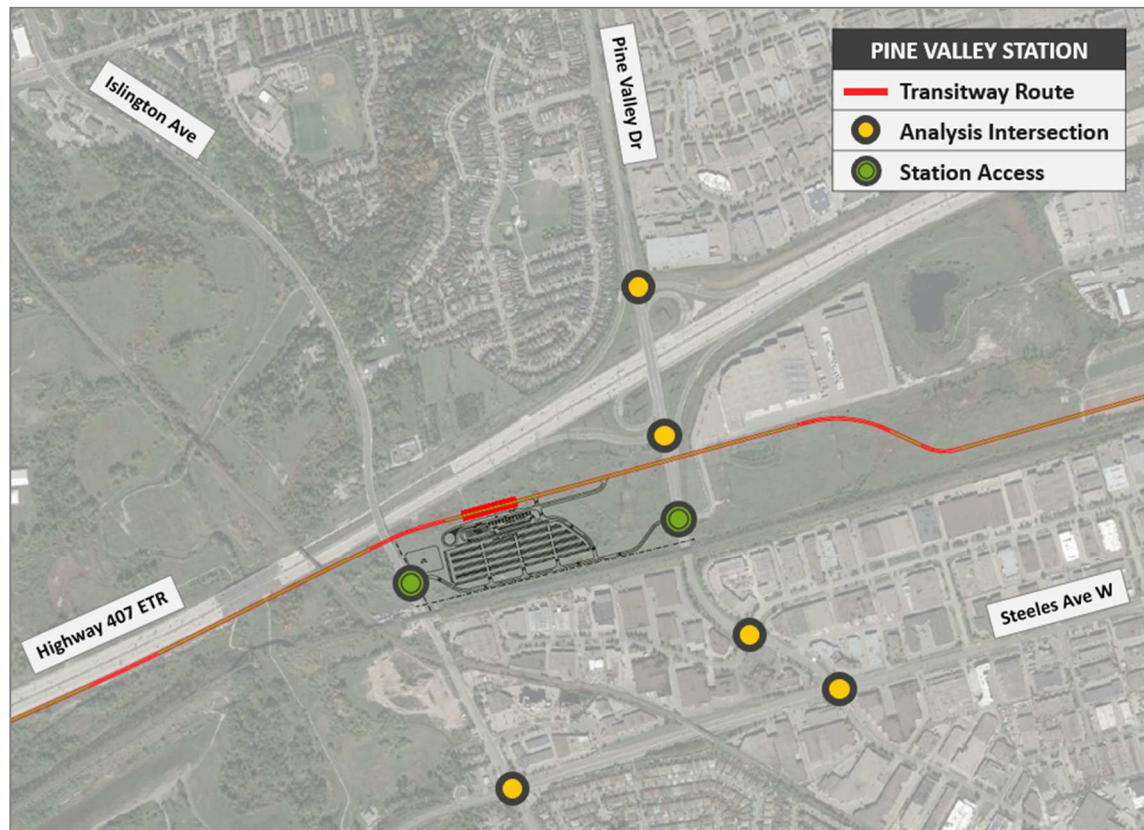 Islington Ave
Pine Valley Dr
PINE VALLEY STATION
Transitway Route
Analysis Intersection
Station Access
Highway 407 ETR
Steeles Ave W